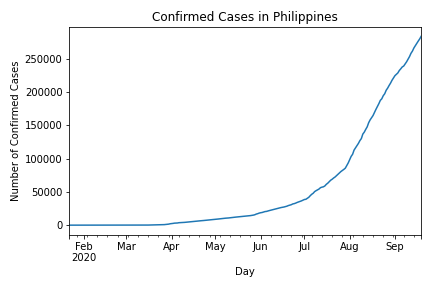 Confirmed Cases in Philippines
Number of Confirmed Cases
250000
200000
150000
100000
50000
0
Feb Mar Apr May Jun Jul Aug Sep
2020
Day